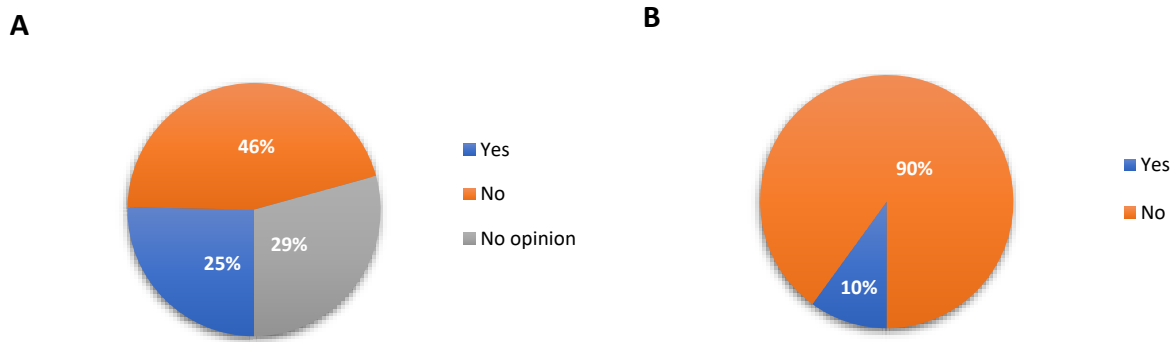 A
46%
29%
25%
Yes
No
No opinion
B
90%
10%
Yes
No